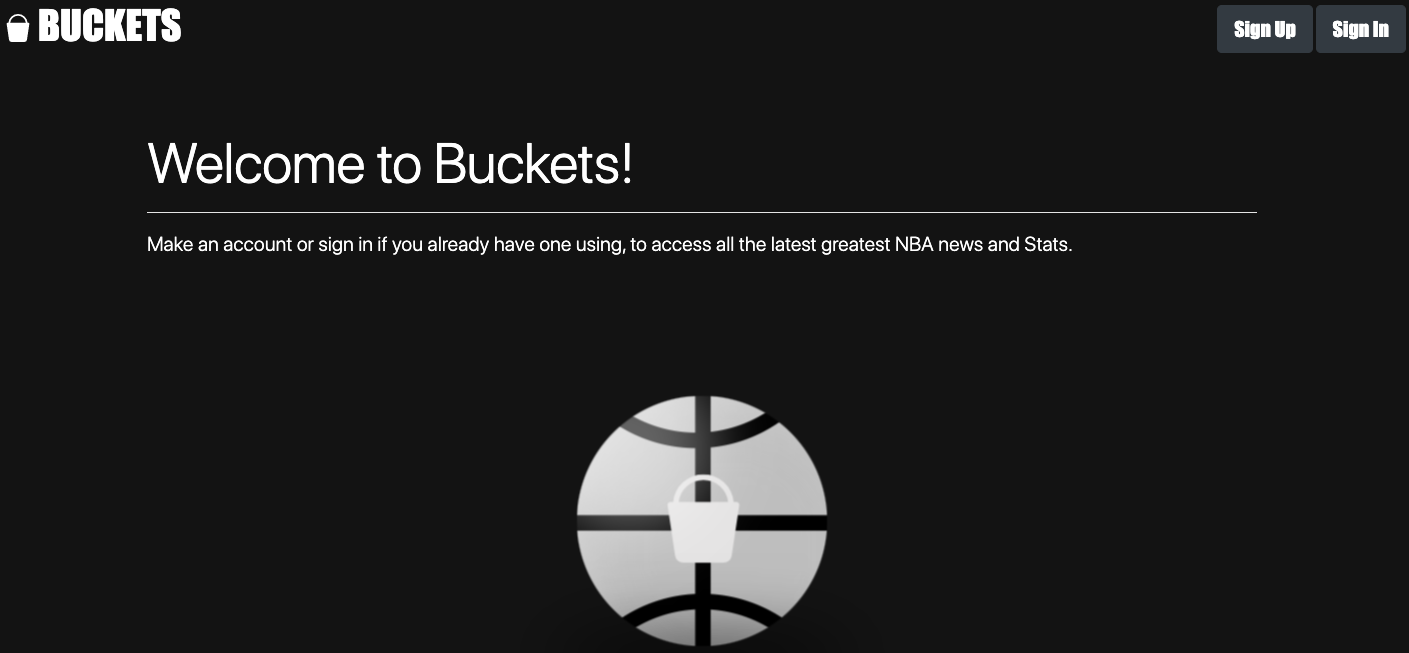 BUCKETS
Sign Up
Sign In
Welcome to Buckets!
Make an account or sign in if you already have one using, to access all the latest greatest NBA news and Stats.